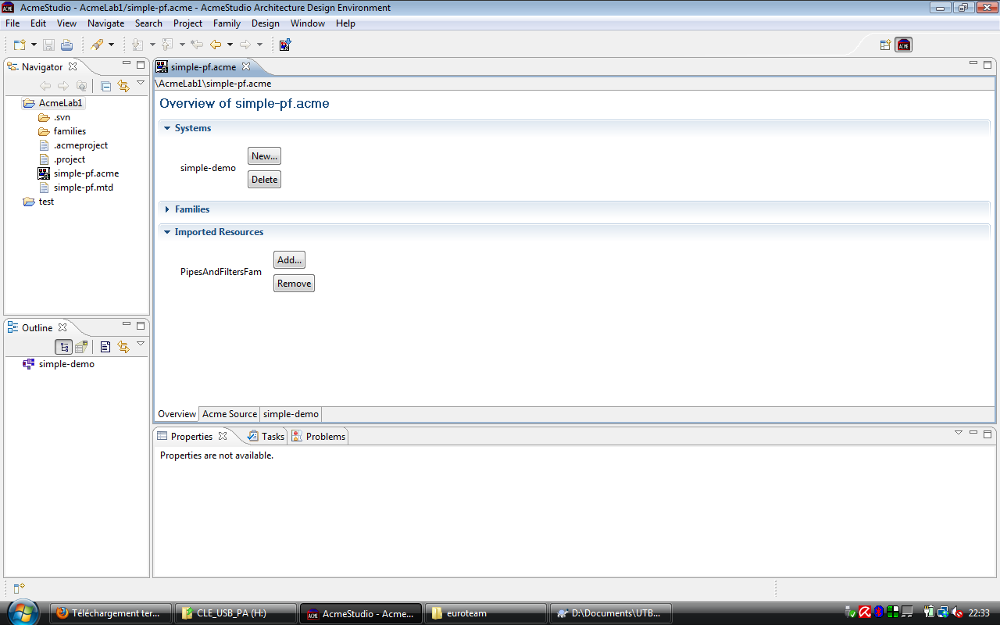 AcmeStudio - AcmeLab1/simple-pf.acme - AcmeStudio Architecture Design Environment
File Edit View Navigate Search Project Family Design Window Help
Navigator
AcmeLab1
.svn
families
.acmeproject
.project
simple-pf.acme
simple-pf.mtd
test
Outline
simple-demo
simple-pf.acme
\AcmeLab1\simple-pf.acme
Overview of simple-pf.acme
Systems
simple-demo
New...
Delete
Families
Imported Resources
PipesAndFiltersFam
Add...
Remove
Overview Acme Source simple-demo
Properties Tasks Problems
Properties are not available.
Téléchargement ter... CLE_USB_PA (H:) AcmeStudio - Acme... euroteam D:\Documents\UTB... 22:33